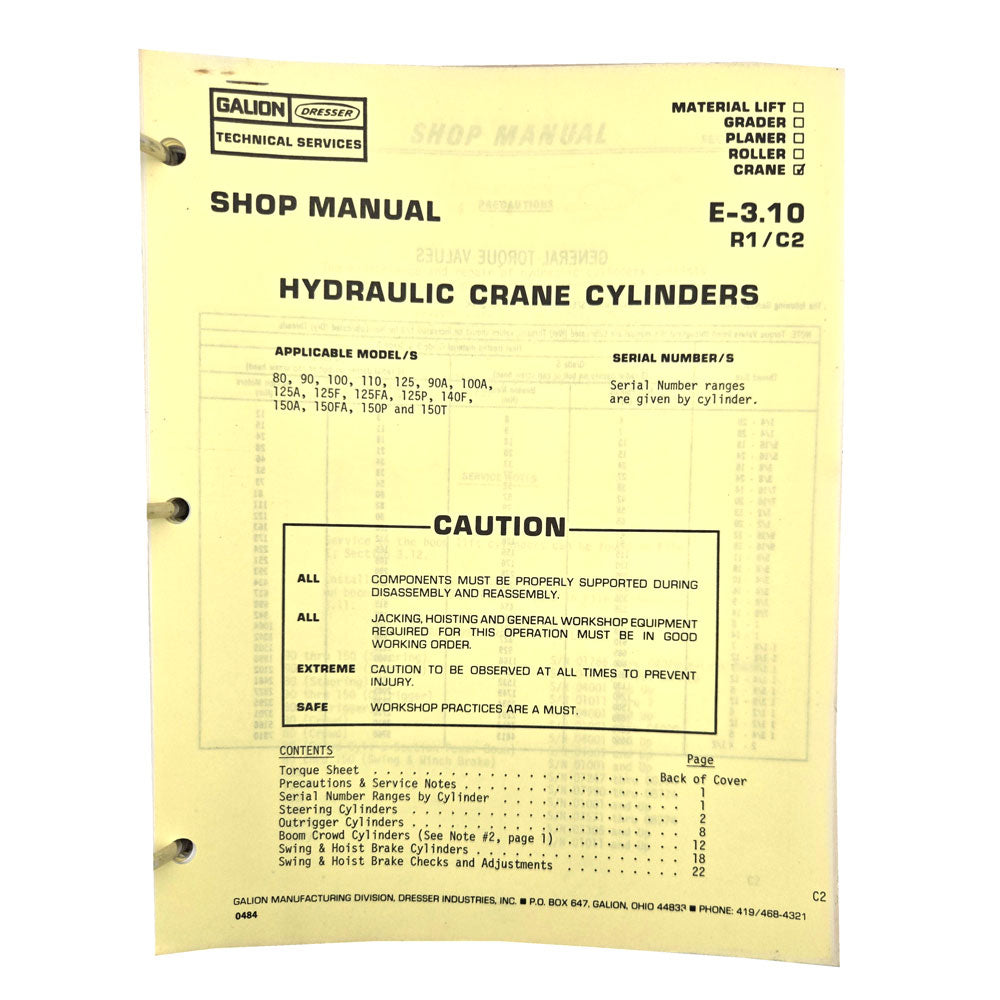 GALION DRESSER
TECHNICAL SERVICES
MATERIAL LIFT ☐
GRADER ☐
PLANER ☐
ROLLER ☐
CRANE ☑
SHOP MANUAL
E-3.10
R1/C2
HYDRAULIC CRANE CYLINDERS
APPLICABLE MODEL/S
80, 90, 100, 110, 125, 90A, 100A,
125A, 125F, 125FA, 125P, 140F,
150A, 150FA, 150P and 150T
SERIAL NUMBER/S
Serial Number ranges
are given by cylinder.
CAUTION
ALL COMPONENTS MUST BE PROPERLY SUPPORTED DURING
DISASSEMBLY AND REASSEMBLY.
ALL JACKING, HOISTING AND GENERAL WORKSHOP EQUIPMENT
REQUIRED FOR THIS OPERATION MUST BE IN GOOD
WORKING ORDER.
EXTREME CAUTION TO BE OBSERVED AT ALL TIMES TO PREVENT
INJURY.
SAFE WORKSHOP PRACTICES ARE A MUST.
CONTENTS Page
Torque Sheet . . . . . . . . . . . . . . . . . . . . . Back of Cover
Precautions & Service Notes . . . . . . . . . . . . . . . . 1
Serial Number Ranges by Cylinder . . . . . . . . . . . . . 1
Steering Cylinders . . . . . . . . . . . . . . . . . . . . 2
Outrigger Cylinders . . . . . . . . . . . . . . . . . . . . 8
Boom Crowd Cylinders (See Note #2, page 1) . . . . . . . . 12
Swing & Hoist Brake Cylinders . . . . . . . . . . . . . . . 18
Swing & Hoist Brake Checks and Adjustments . . . . . . . . 22
C2
GALION MANUFACTURING DIVISION, DRESSER INDUSTRIES, INC. ■ P.O. BOX 647, GALION, OHIO 44833 ■ PHONE: 419/468-4321
0484